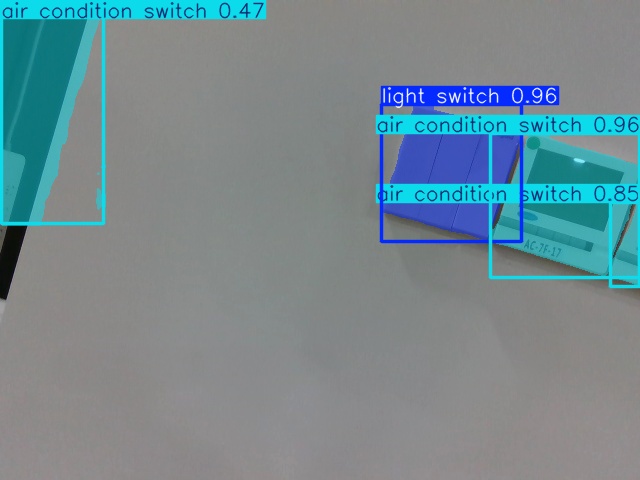 air condition switch 0.47
light switch 0.96
air condition switch 0.96
air condition switch 0.85
AC-7F-17